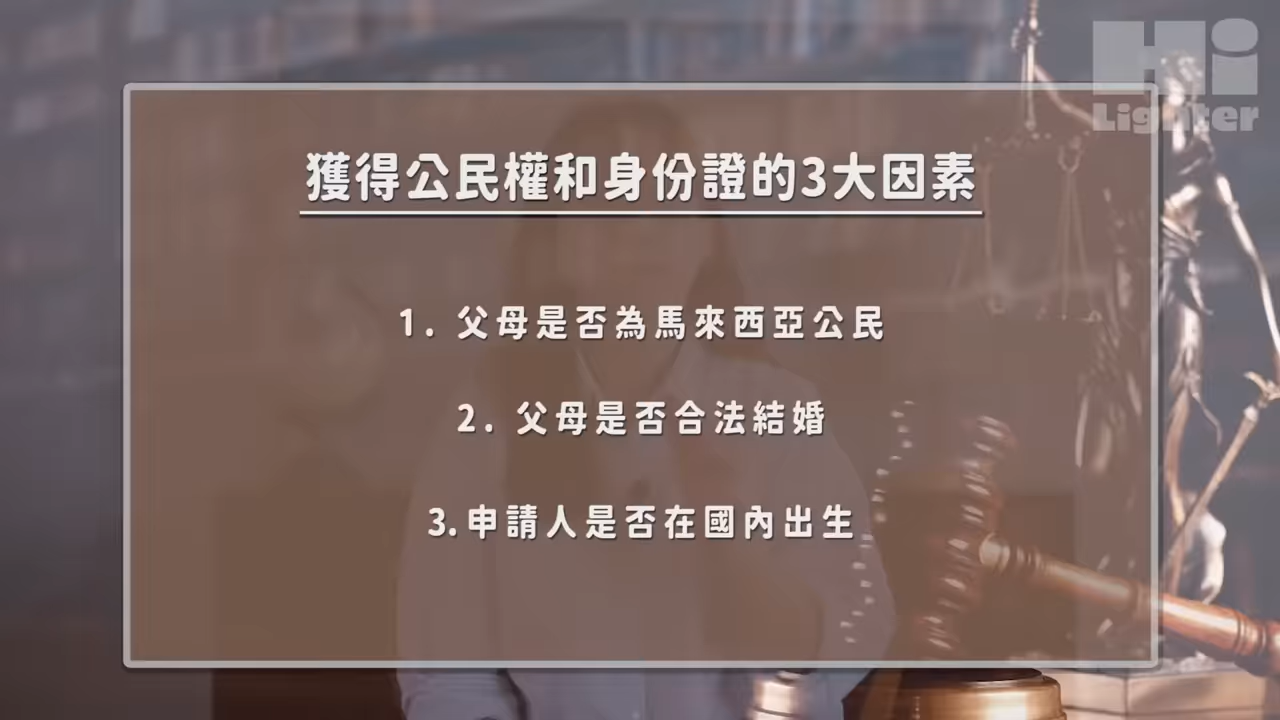 Hi
Lighter
獲得公民權和身份證的3大因素
1. 父母是否為馬來西亞公民
2. 父母是否合法結婚
3.申請人是否在國內出生